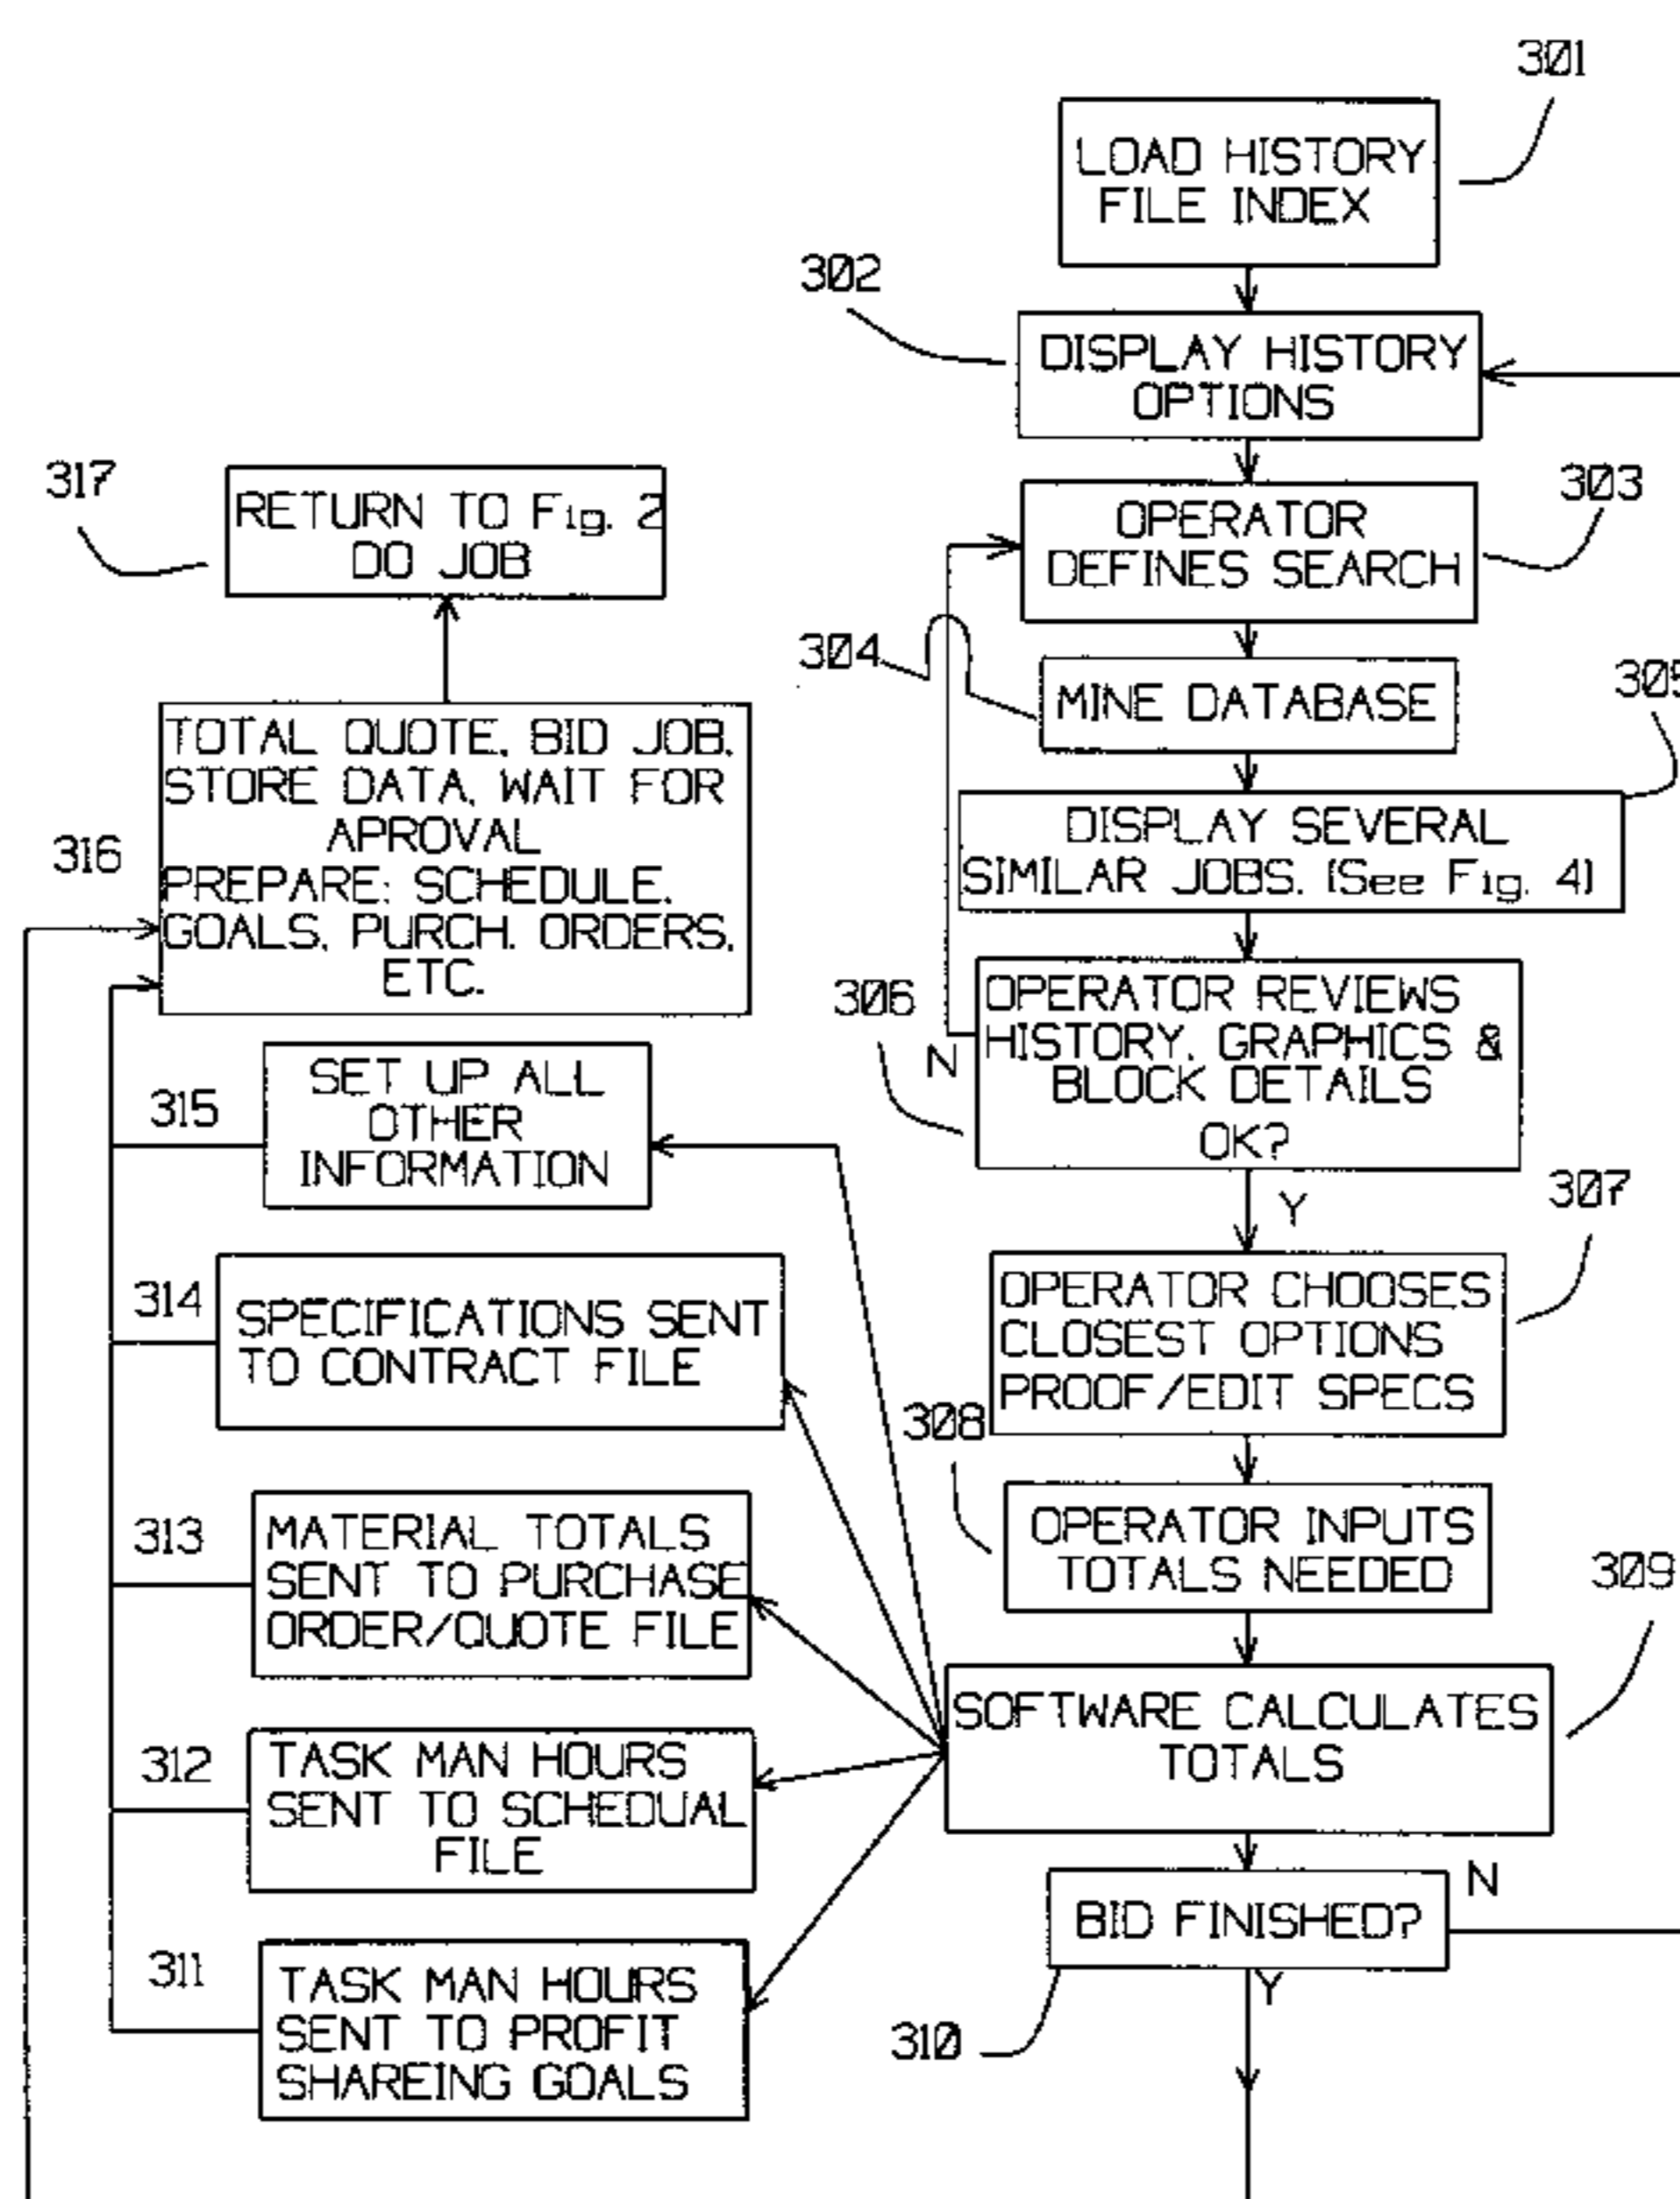 301
LOAD HISTORY
FILE INDEX
302
DISPLAY HISTORY
OPTIONS
303
OPERATOR
DEFINES SEARCH
304
MINE DATABASE
305
DISPLAY SEVERAL
SIMILAR JOBS. (See Fig. 4)
306
OPERATOR REVIEWS
HISTORY, GRAPHICS &
BLOCK DETAILS
OK?
N
Y
307
OPERATOR CHOOSES
CLOSEST OPTIONS
PROOF/EDIT SPECS
308
OPERATOR INPUTS
TOTALS NEEDED
309
SOFTWARE CALCULATES
TOTALS
310
BID FINISHED?
N
Y
311
TASK MAN HOURS
SENT TO PROFIT
SHAREING GOALS
312
TASK MAN HOURS
SENT TO SCHEDUAL
FILE
313
MATERIAL TOTALS
SENT TO PURCHASE
ORDER/QUOTE FILE
314
SPECIFICATIONS SENT
TO CONTRACT FILE
315
SET UP ALL
OTHER
INFORMATION
316
TOTAL QUOTE, BID JOB,
STORE DATA, WAIT FOR
APROVAL
PREPARE: SCHEDULE,
GOALS, PURCH. ORDERS,
ETC.
317
RETURN TO Fig. 2
DO JOB